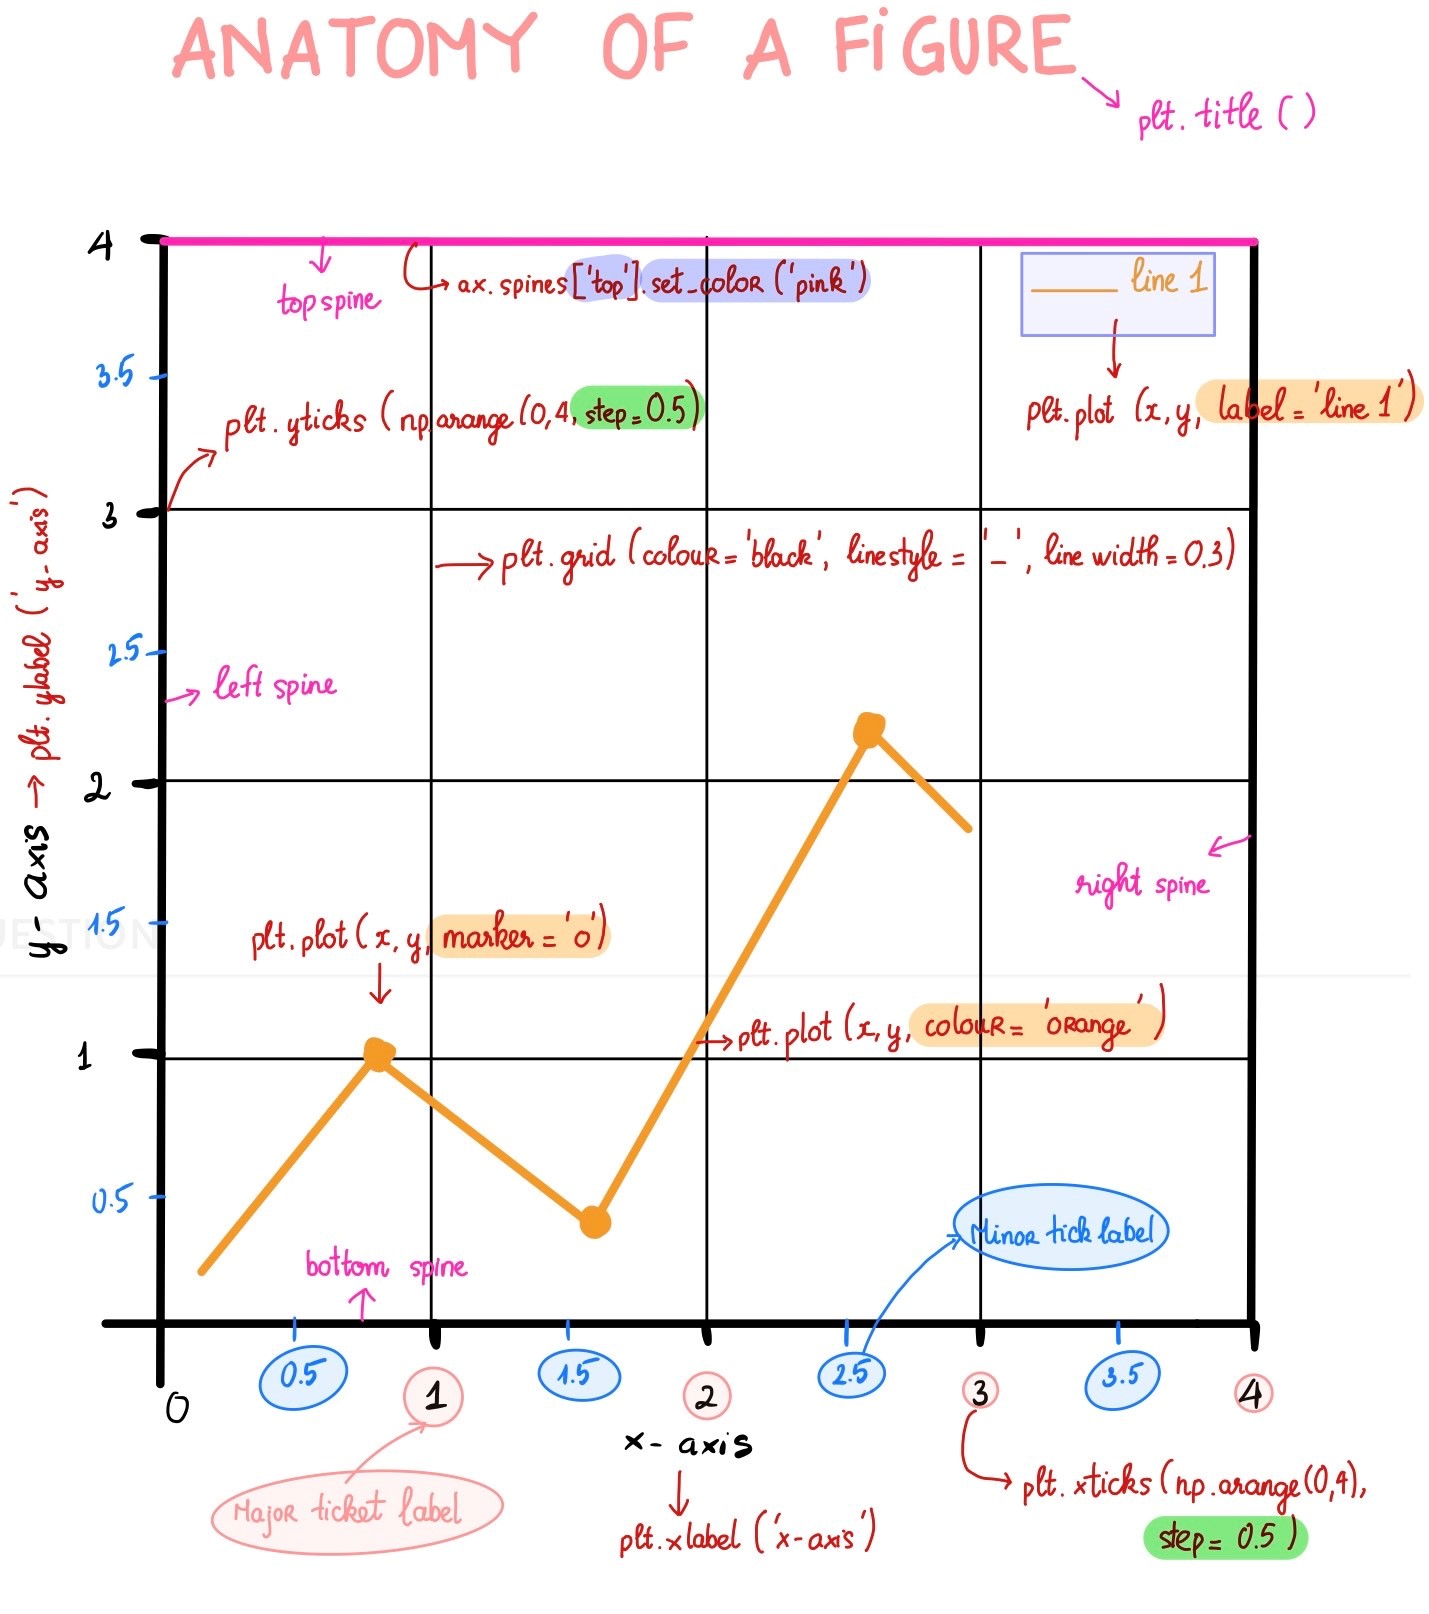 ANATOMY OF A FiGURE
plt. title ( )
4
top spine
ax. spines['top'].set_color ('pink')
line 1
3.5
plt. yticks (np.arange(0,4, step=0.5)
plt.plot (x, y, label = 'line 1')
3
plt.grid (colour= 'black', linestyle = '-', line width = 0.3)
2.5
left spine
y - axis → plt. ylabel ('y-axis')
2
right spine
UESTION
1.5
plt.plot (x, y, marker = 'o')
plt.plot (x, y, colour = 'orange')
1
0.5
Minor tick label
bottom spine
0
0.5
1
1.5
2
2.5
3
3.5
4
x - axis
Major ticket label
plt.xlabel ('x-axis')
plt. xticks (np.arange(0,4),
step= 0.5 )